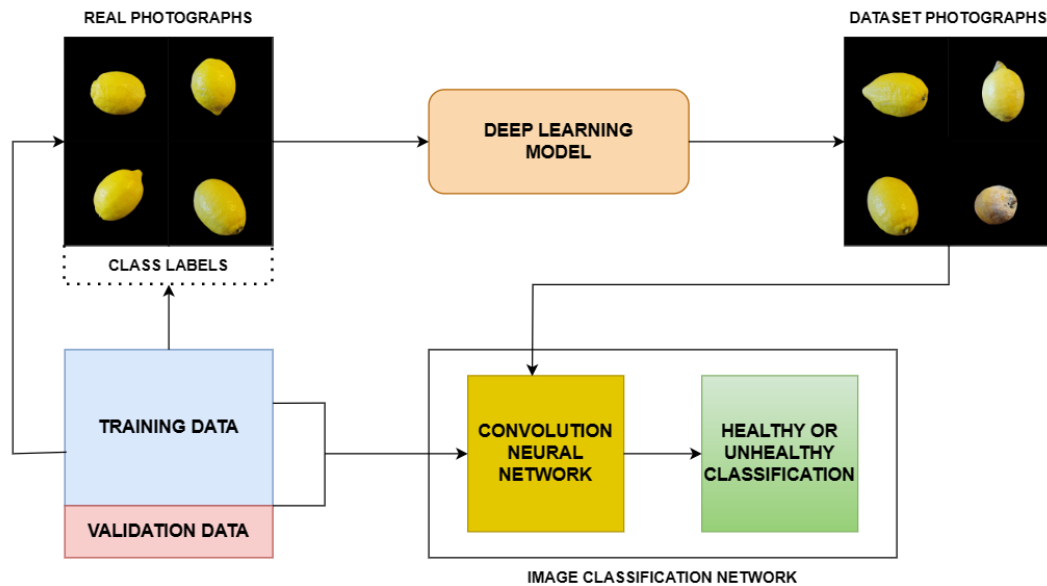 REAL PHOTOGRAPHS
DATASET PHOTOGRAPHS
DEEP LEARNING
MODEL
CLASS LABELS
TRAINING DATA
VALIDATION DATA
CONVOLUTION
NEURAL
NETWORK
HEALTHY OR
UNHEALTHY
CLASSIFICATION
IMAGE CLASSIFICATION NETWORK